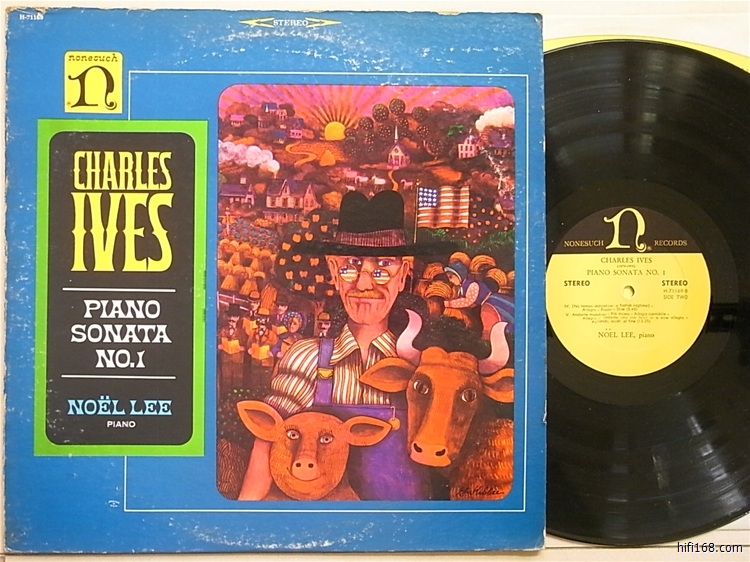 H-71169
STEREO
nonesuch
n
CHARLES
IVES
PIANO
SONATA
NO.1
NOËL LEE
PIANO
NONESUCH n RECORDS
CHARLES IVES
PIANO SONATA NO. 1
STEREO STEREO
H-71169 B
SIDE TWO
NOËL LEE, piano
hifi168.com